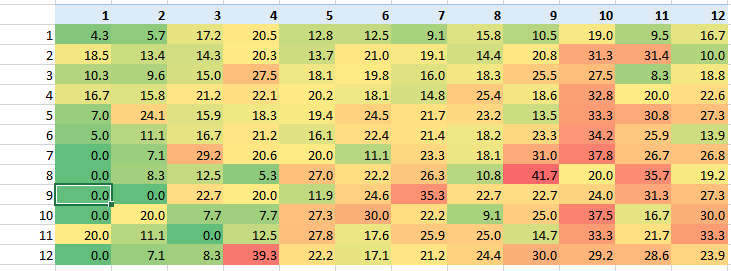 1 2 3 4 5 6 7 8 9 10 11 12
1 4.3 5.7 17.2 20.5 12.8 12.5 9.1 15.8 10.5 19.0 9.5 16.7
2 18.5 13.4 14.3 20.3 13.7 21.0 19.1 14.4 20.8 31.3 31.4 10.0
3 10.3 9.6 15.0 27.5 18.1 19.8 16.0 18.3 25.5 27.5 8.3 18.8
4 16.7 15.8 21.2 22.1 20.2 18.1 14.8 25.4 18.6 32.8 20.0 22.6
5 7.0 24.1 15.9 18.3 19.4 24.5 21.7 23.2 13.5 33.3 30.8 27.3
6 5.0 11.1 16.7 21.2 16.1 22.4 21.4 18.2 23.3 34.2 25.9 13.9
7 0.0 7.1 29.2 20.6 20.0 11.1 23.3 18.1 31.0 37.8 26.7 26.8
8 0.0 8.3 12.5 5.3 27.0 22.2 26.3 10.8 41.7 20.0 35.7 19.2
9 0.0 0.0 22.7 20.0 11.9 24.6 35.3 22.7 22.7 24.0 31.3 27.3
10 0.0 20.0 7.7 7.7 27.3 30.0 22.2 9.1 25.0 37.5 16.7 30.0
11 20.0 11.1 0.0 12.5 27.8 17.6 25.9 25.0 14.7 33.3 21.7 33.3
12 0.0 7.1 8.3 39.3 22.2 17.1 21.2 24.4 30.0 29.2 28.6 23.9